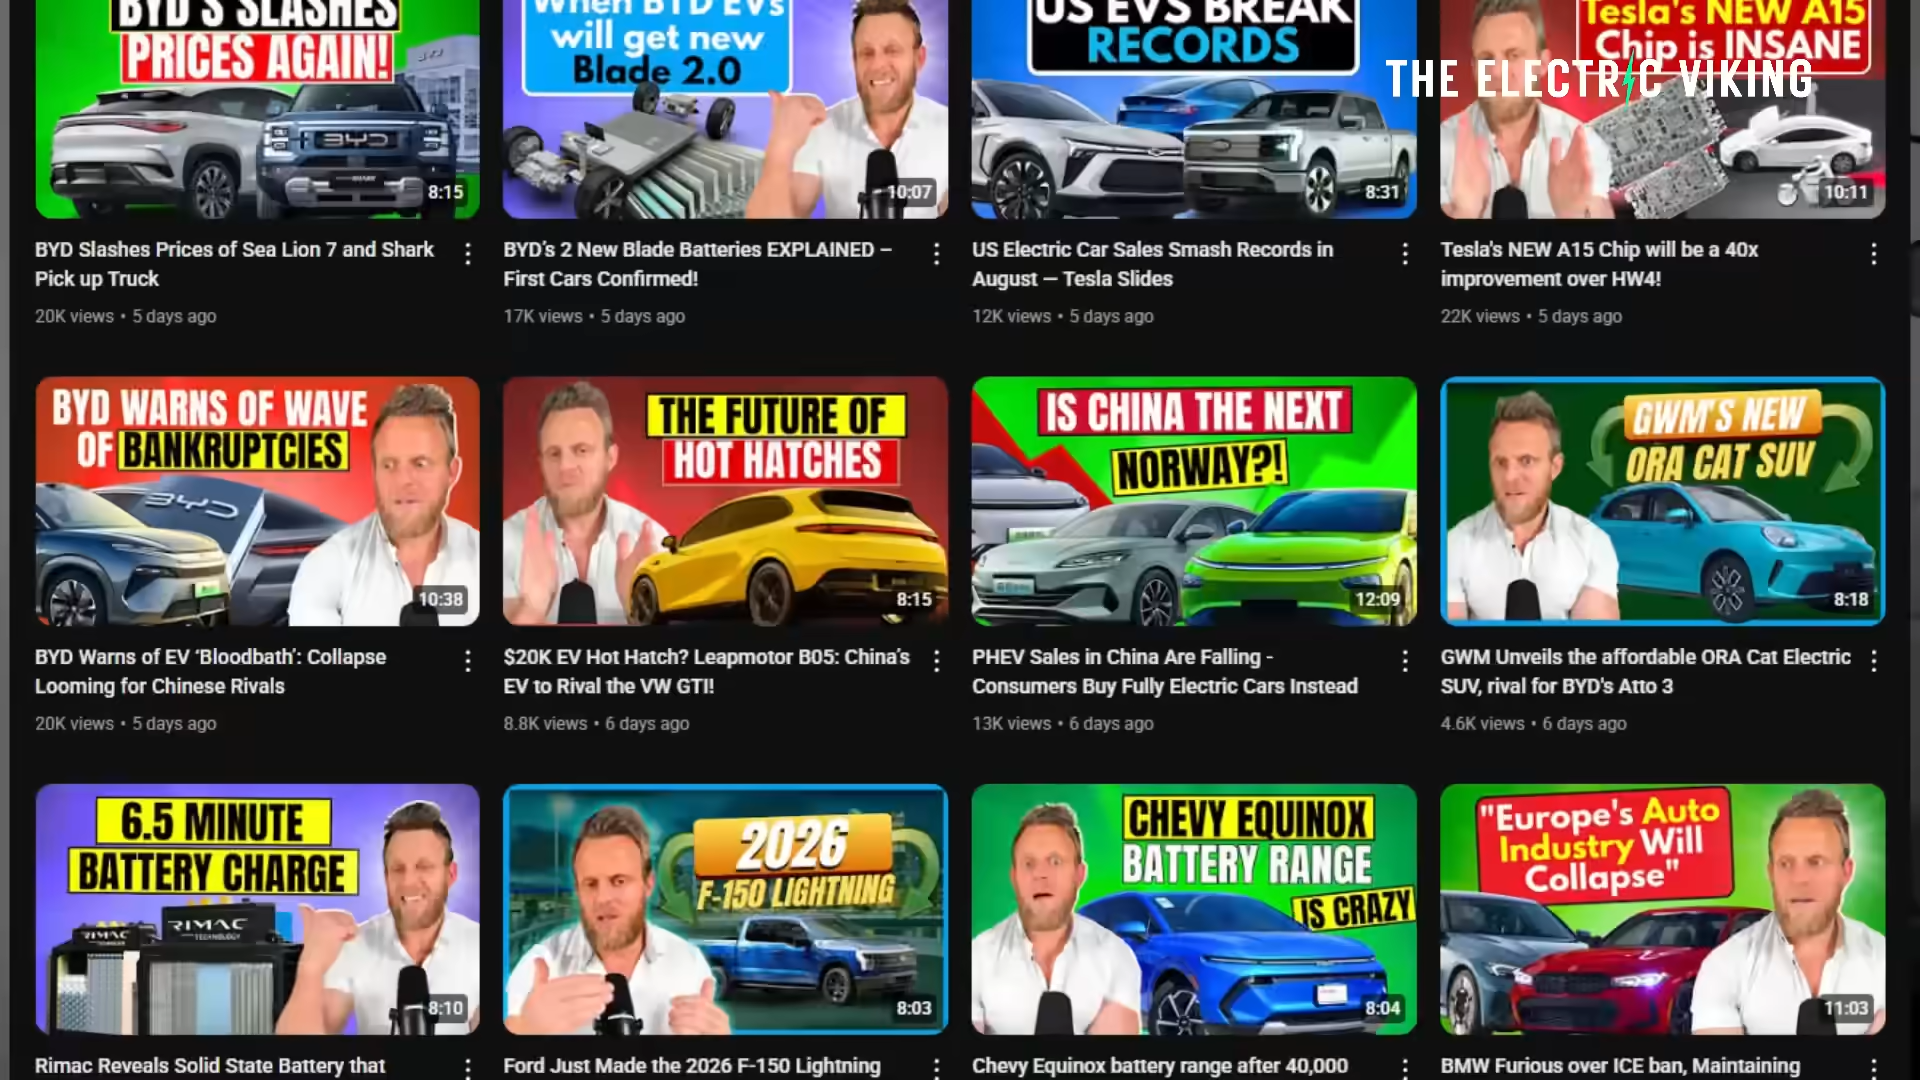 BYD'S SLASHES
PRICES AGAIN!
BYD
BYD
SHARK
8:15
BYD Slashes Prices of Sea Lion 7 and Shark
Pick up Truck
20K views • 5 days ago
When BYD EVs
will get new
Blade 2.0
10:07
BYD's 2 New Blade Batteries EXPLAINED –
First Cars Confirmed!
17K views • 5 days ago
US EVS BREAK
RECORDS
8:31
US Electric Car Sales Smash Records in
August — Tesla Slides
12K views • 5 days ago
Tesla's NEW A15
Chip is INSANE
THE ELECTRIC VIKING
10:11
Tesla's NEW A15 Chip will be a 40x
improvement over HW4!
22K views • 5 days ago
BYD WARNS OF WAVE
OF BANKRUPTCIES
BYD
10:38
BYD Warns of EV ‘Bloodbath’: Collapse
Looming for Chinese Rivals
20K views • 5 days ago
THE FUTURE OF
HOT HATCHES
8:15
$20K EV Hot Hatch? Leapmotor B05: China’s
EV to Rival the VW GTI!
8.8K views • 6 days ago
IS CHINA THE NEXT
NORWAY?!
12:09
PHEV Sales in China Are Falling -
Consumers Buy Fully Electric Cars Instead
13K views • 6 days ago
GWM'S NEW
ORA CAT SUV
8:18
GWM Unveils the affordable ORA Cat Electric
SUV, rival for BYD's Atto 3
4.6K views • 6 days ago
6.5 MINUTE
BATTERY CHARGE
RIMAC
TECHNOLOGY
RIMAC
TECHNOLOGY
8:10
Rimac Reveals Solid State Battery that
2026
F-150 LIGHTNING
8:03
Ford Just Made the 2026 F-150 Lightning
CHEVY EQUINOX
BATTERY RANGE
IS CRAZY
8:04
Chevy Equinox battery range after 40,000
"Europe's Auto
Industry Will
Collapse"
11:03
BMW Furious over ICE ban, Maintaining